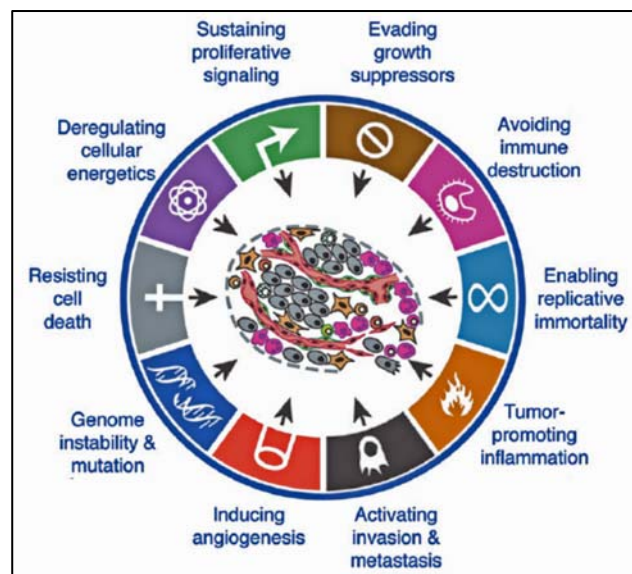 Sustaining
proliferative
signaling
Evading
growth
suppressors
Avoiding
immune
destruction
Enabling
replicative
immortality
Tumor-
promoting
inflammation
Activating
invasion &
metastasis
Inducing
angiogenesis
Genome
instability &
mutation
Resisting
cell
death
Deregulating
cellular
energetics